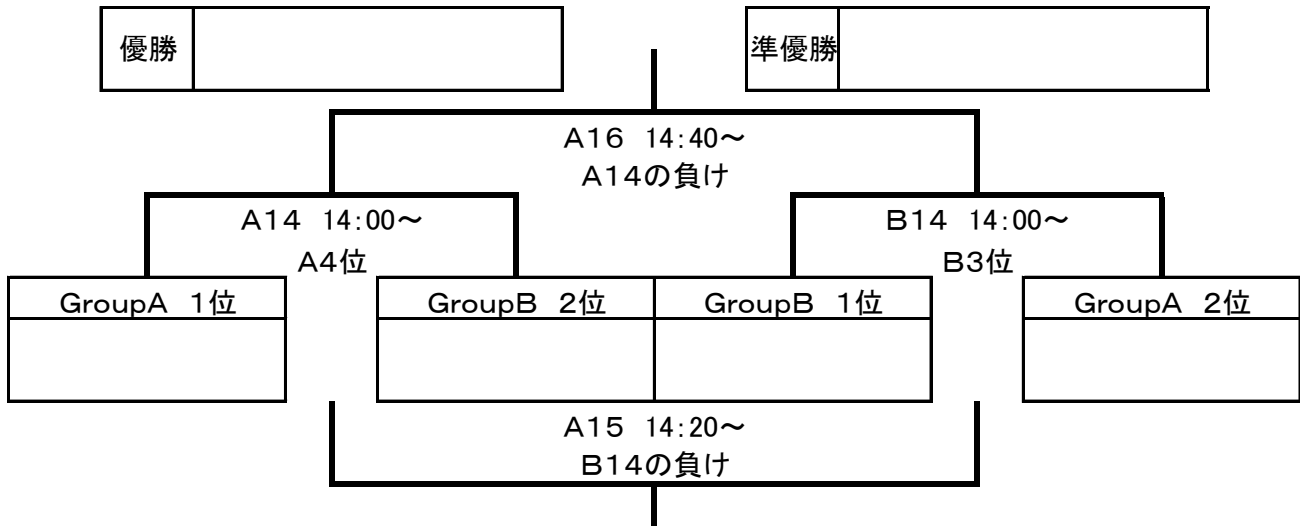 優勝
準優勝
A16 14:40～
A14の負け
A14 14:00～
B14 14:00～
A4位
B3位
GroupA 1位
GroupB 2位
GroupB 1位
GroupA 2位
A15 14:20～
B14の負け